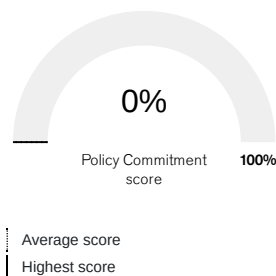 0%
Policy Commitment
score
100%
Average score
Highest score